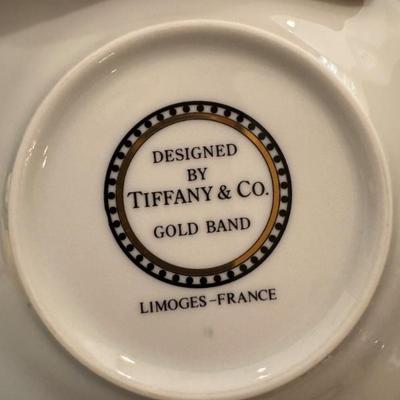 DESIGNED
BY
TIFFANY & CO.
GOLD BAND
LIMOGES-FRANCE